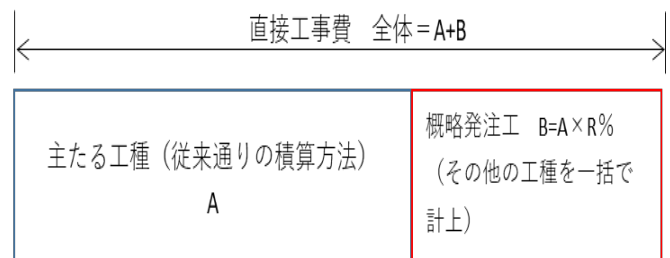 直接工事費　全体＝A+B
主たる工種（従来通りの積算方法）
A
概略発注工　B=A×R％
（その他の工種を一括で
計上）